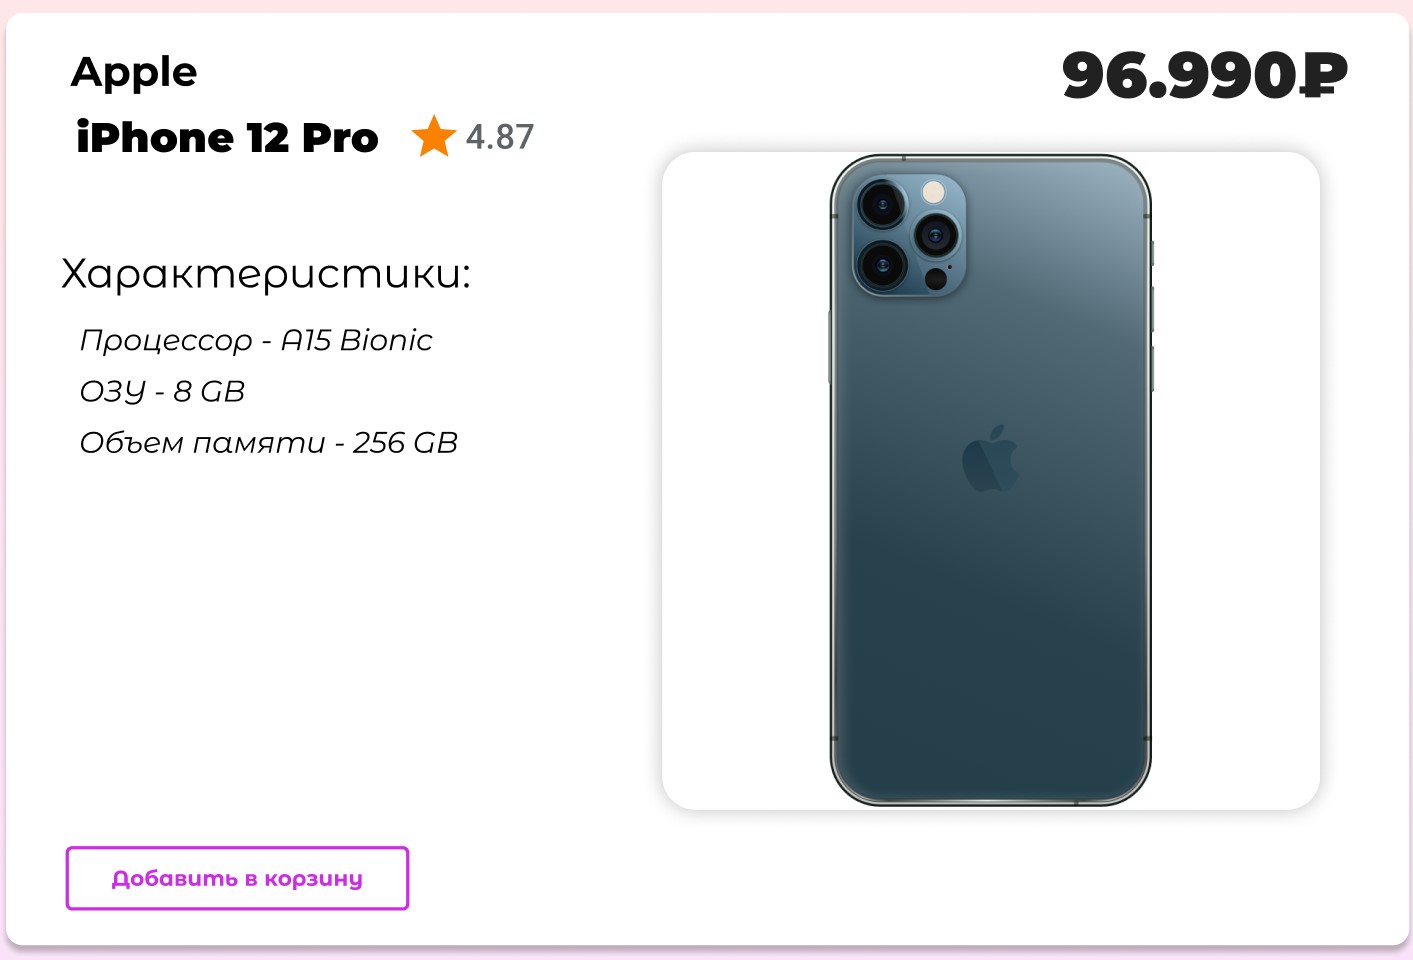 Apple
96.990₽
iPhone 12 Pro
4.87
Характеристики:
Процессор - A15 Bionic
ОЗУ - 8 GB
Объем памяти - 256 GB
Добавить в корзину